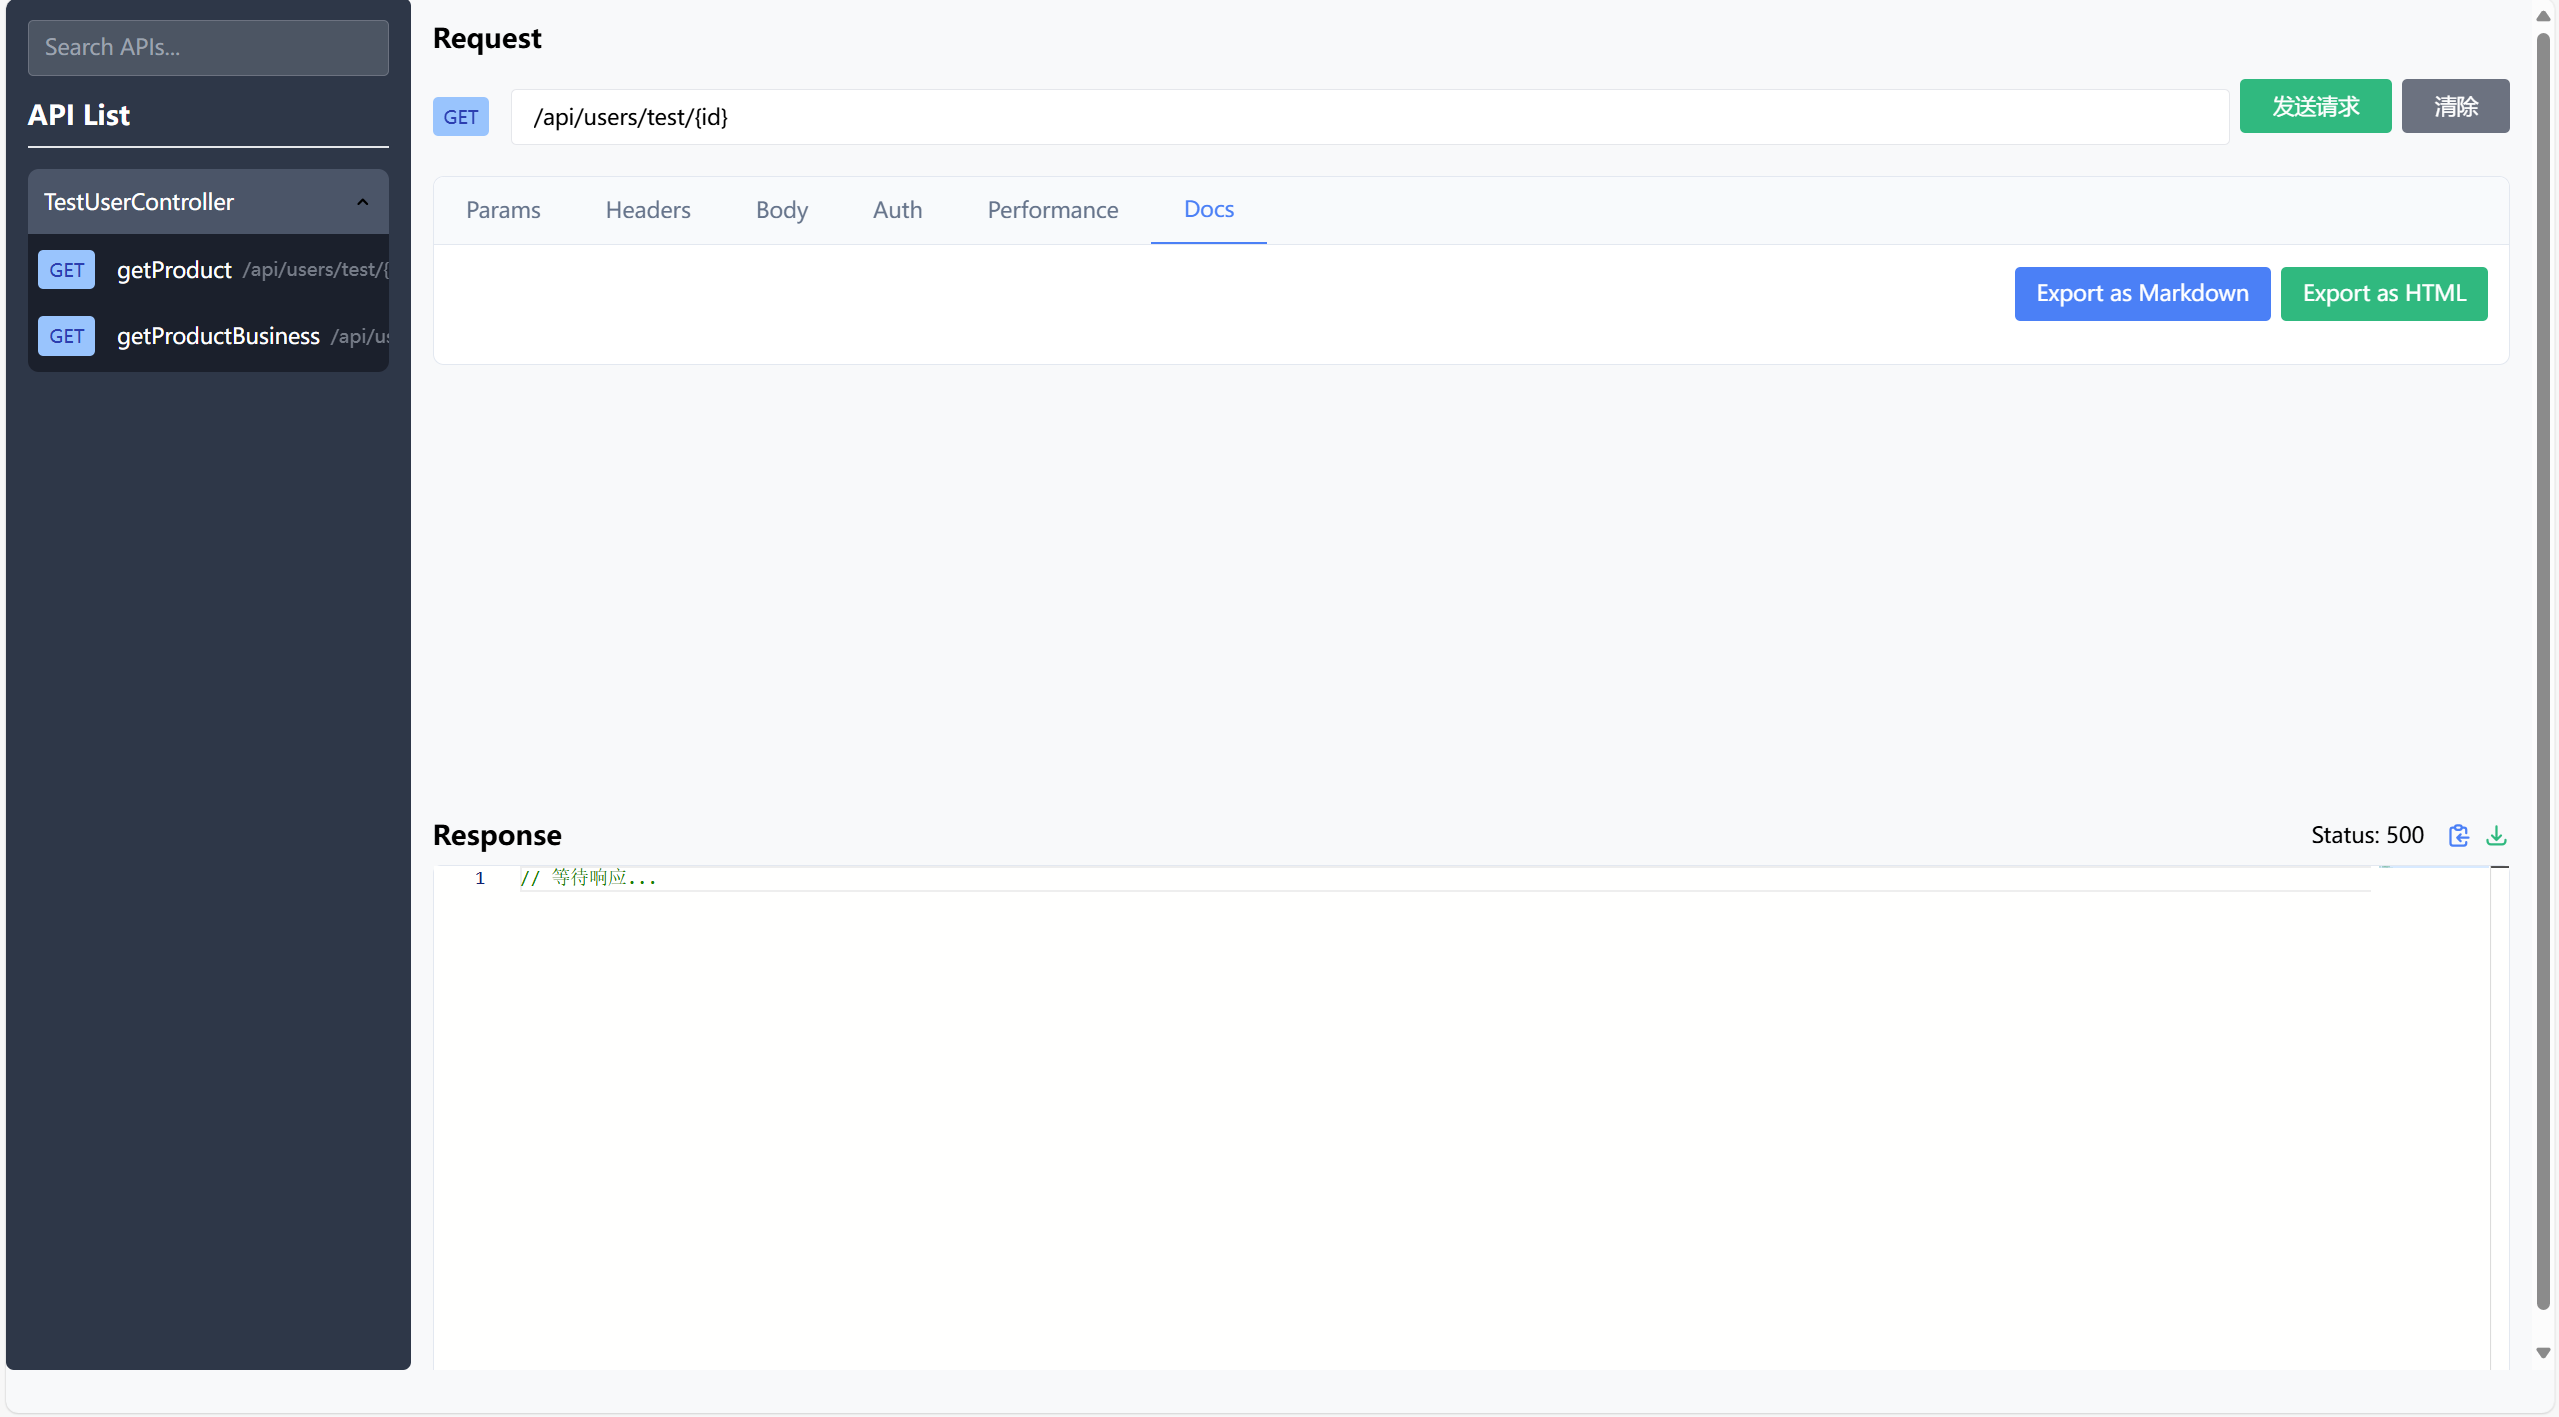 Search APIs...
API List
TestUserController
GET getProduct /api/users/test/{
GET getProductBusiness /api/us
Request
GET /api/users/test/{id} 发送请求 清除
Params Headers Body Auth Performance Docs
Export as Markdown Export as HTML
Response Status: 500
1 // 等待响应...